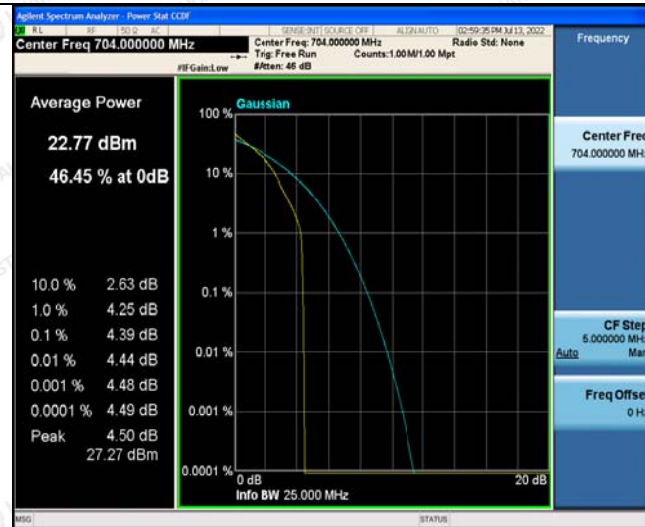 Agilent Spectrum Analyzer - Power Stat CCDF
RL RF 50 Ω AC SENSE:INT SOURCE OFF ALIGN AUTO 02:59:35 PM Jul 13, 2022
Center Freq 704.000000 MHz
Center Freq: 704.000000 MHz Radio Std: None
Trig: Free Run Counts:1.00 M/1.00 Mpt
#IFGain:Low #Atten: 46 dB
Frequency
Average Power
22.77 dBm
46.45 % at 0dB
10.0 % 2.63 dB
1.0 % 4.25 dB
0.1 % 4.39 dB
0.01 % 4.44 dB
0.001 % 4.48 dB
0.0001 % 4.49 dB
Peak 4.50 dB
27.27 dBm
Gaussian
100 %
10 %
1 %
0.1 %
0.01 %
0.001 %
0.0001 %
0 dB 20 dB
Info BW 25.000 MHz
Center Freq
704.000000 MHz
CF Step
5.000000 MHz
Auto Man
Freq Offset
0 Hz
MSG STATUS